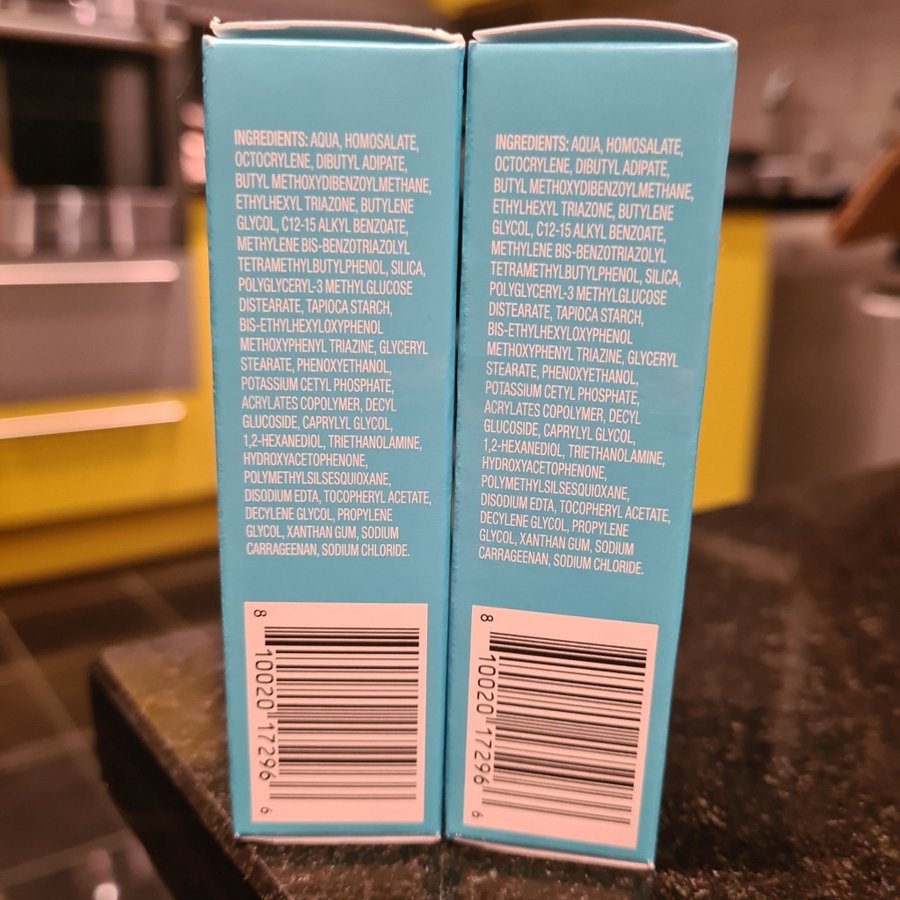 INGREDIENTS: AQUA, HOMOSALATE,
OCTOCRYLENE, DIBUTYL ADIPATE,
BUTYL METHOXYDIBENZOYLMETHANE,
ETHYLHEXYL TRIAZONE, BUTYLENE
GLYCOL, C12-15 ALKYL BENZOATE,
METHYLENE BIS-BENZOTRIAZOLYL
TETRAMETHYLBUTYLPHENOL, SILICA,
POLYGLYCERYL-3 METHYLGLUCOSE
DISTEARATE, TAPIOCA STARCH,
BIS-ETHYLHEXYLOXYPHENOL
METHOXYPHENYL TRIAZINE, GLYCERYL
STEARATE, PHENOXYETHANOL,
POTASSIUM CETYL PHOSPHATE,
ACRYLATES COPOLYMER, DECYL
GLUCOSIDE, CAPRYLYL GLYCOL,
1,2-HEXANEDIOL, TRIETHANOLAMINE,
HYDROXYACETOPHENONE,
POLYMETHYLSILSESQUIOXANE,
DISODIUM EDTA, TOCOPHERYL ACETATE,
DECYLENE GLYCOL, PROPYLENE
GLYCOL, XANTHAN GUM, SODIUM
CARRAGEENAN, SODIUM CHLORIDE.
8 10020 17296 6
INGREDIENTS: AQUA, HOMOSALATE,
OCTOCRYLENE, DIBUTYL ADIPATE,
BUTYL METHOXYDIBENZOYLMETHANE,
ETHYLHEXYL TRIAZONE, BUTYLENE
GLYCOL, C12-15 ALKYL BENZOATE,
METHYLENE BIS-BENZOTRIAZOLYL
TETRAMETHYLBUTYLPHENOL, SILICA,
POLYGLYCERYL-3 METHYLGLUCOSE
DISTEARATE, TAPIOCA STARCH,
BIS-ETHYLHEXYLOXYPHENOL
METHOXYPHENYL TRIAZINE, GLYCERYL
STEARATE, PHENOXYETHANOL,
POTASSIUM CETYL PHOSPHATE,
ACRYLATES COPOLYMER, DECYL
GLUCOSIDE, CAPRYLYL GLYCOL,
1,2-HEXANEDIOL, TRIETHANOLAMINE,
HYDROXYACETOPHENONE,
POLYMETHYLSILSESQUIOXANE,
DISODIUM EDTA, TOCOPHERYL ACETATE,
DECYLENE GLYCOL, PROPYLENE
GLYCOL, XANTHAN GUM, SODIUM
CARRAGEENAN, SODIUM CHLORIDE.
8 10020 17296 6